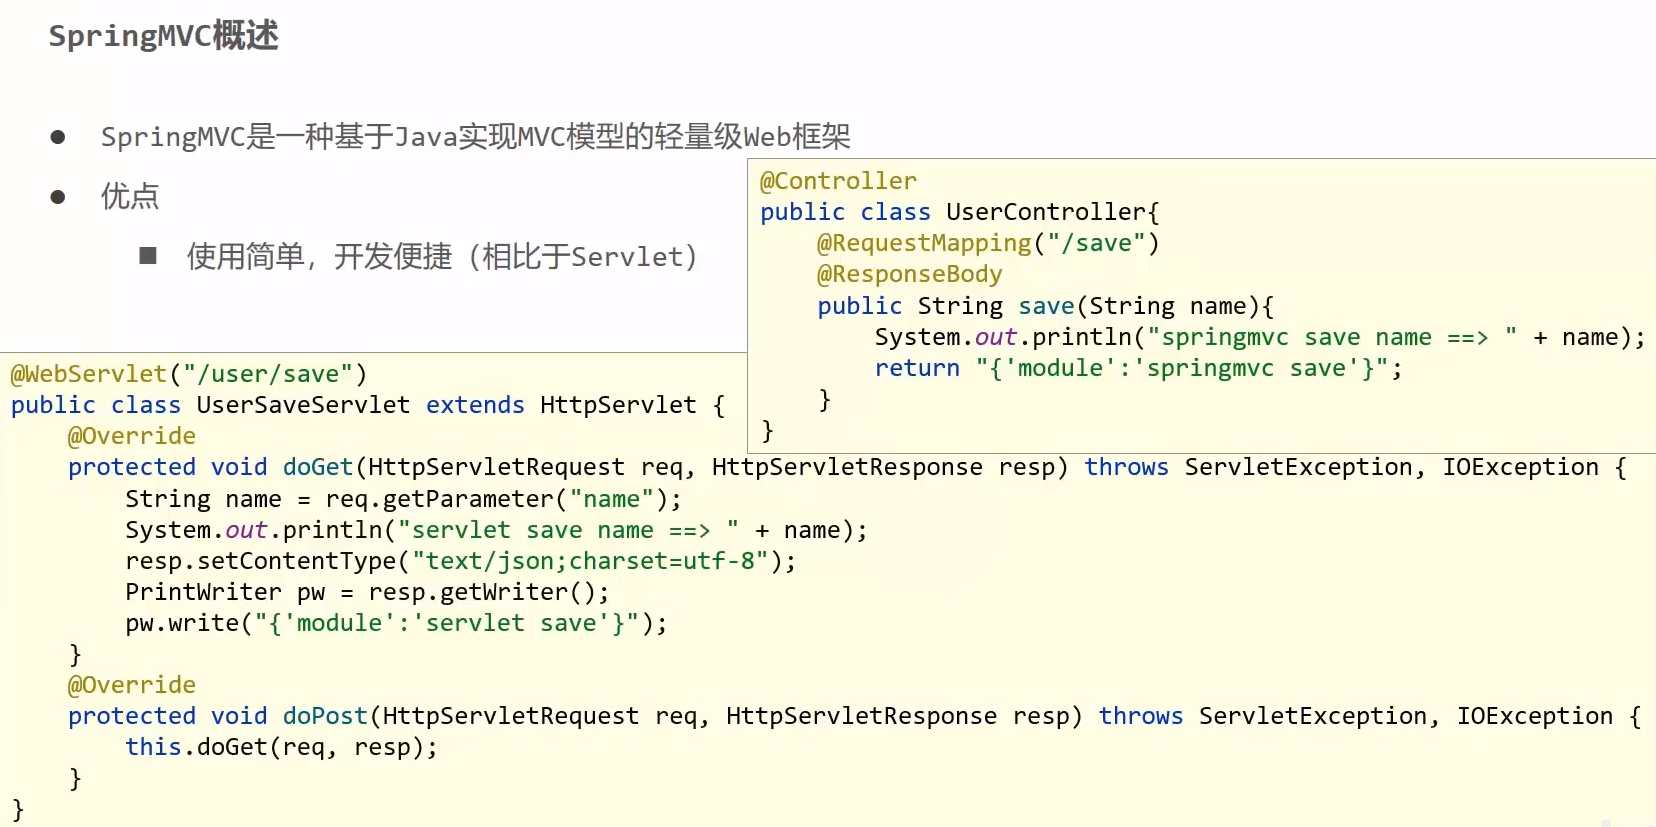 SpringMVC概述
● SpringMVC是一种基于Java实现MVC模型的轻量级Web框架
● 优点
■ 使用简单，开发便捷（相比于Servlet）
@Controller
public class UserController{
    @RequestMapping("/save")
    @ResponseBody
    public String save(String name){
        System.out.println("springmvc save name ==> " + name);
        return "{'module':'springmvc save'}";
    }
}
@WebServlet("/user/save")
public class UserSaveServlet extends HttpServlet {
    @Override
    protected void doGet(HttpServletRequest req, HttpServletResponse resp) throws ServletException, IOException {
        String name = req.getParameter("name");
        System.out.println("servlet save name ==> " + name);
        resp.setContentType("text/json;charset=utf-8");
        PrintWriter pw = resp.getWriter();
        pw.write("{'module':'servlet save'}");
    }
    @Override
    protected void doPost(HttpServletRequest req, HttpServletResponse resp) throws ServletException, IOException {
        this.doGet(req, resp);
    }
}